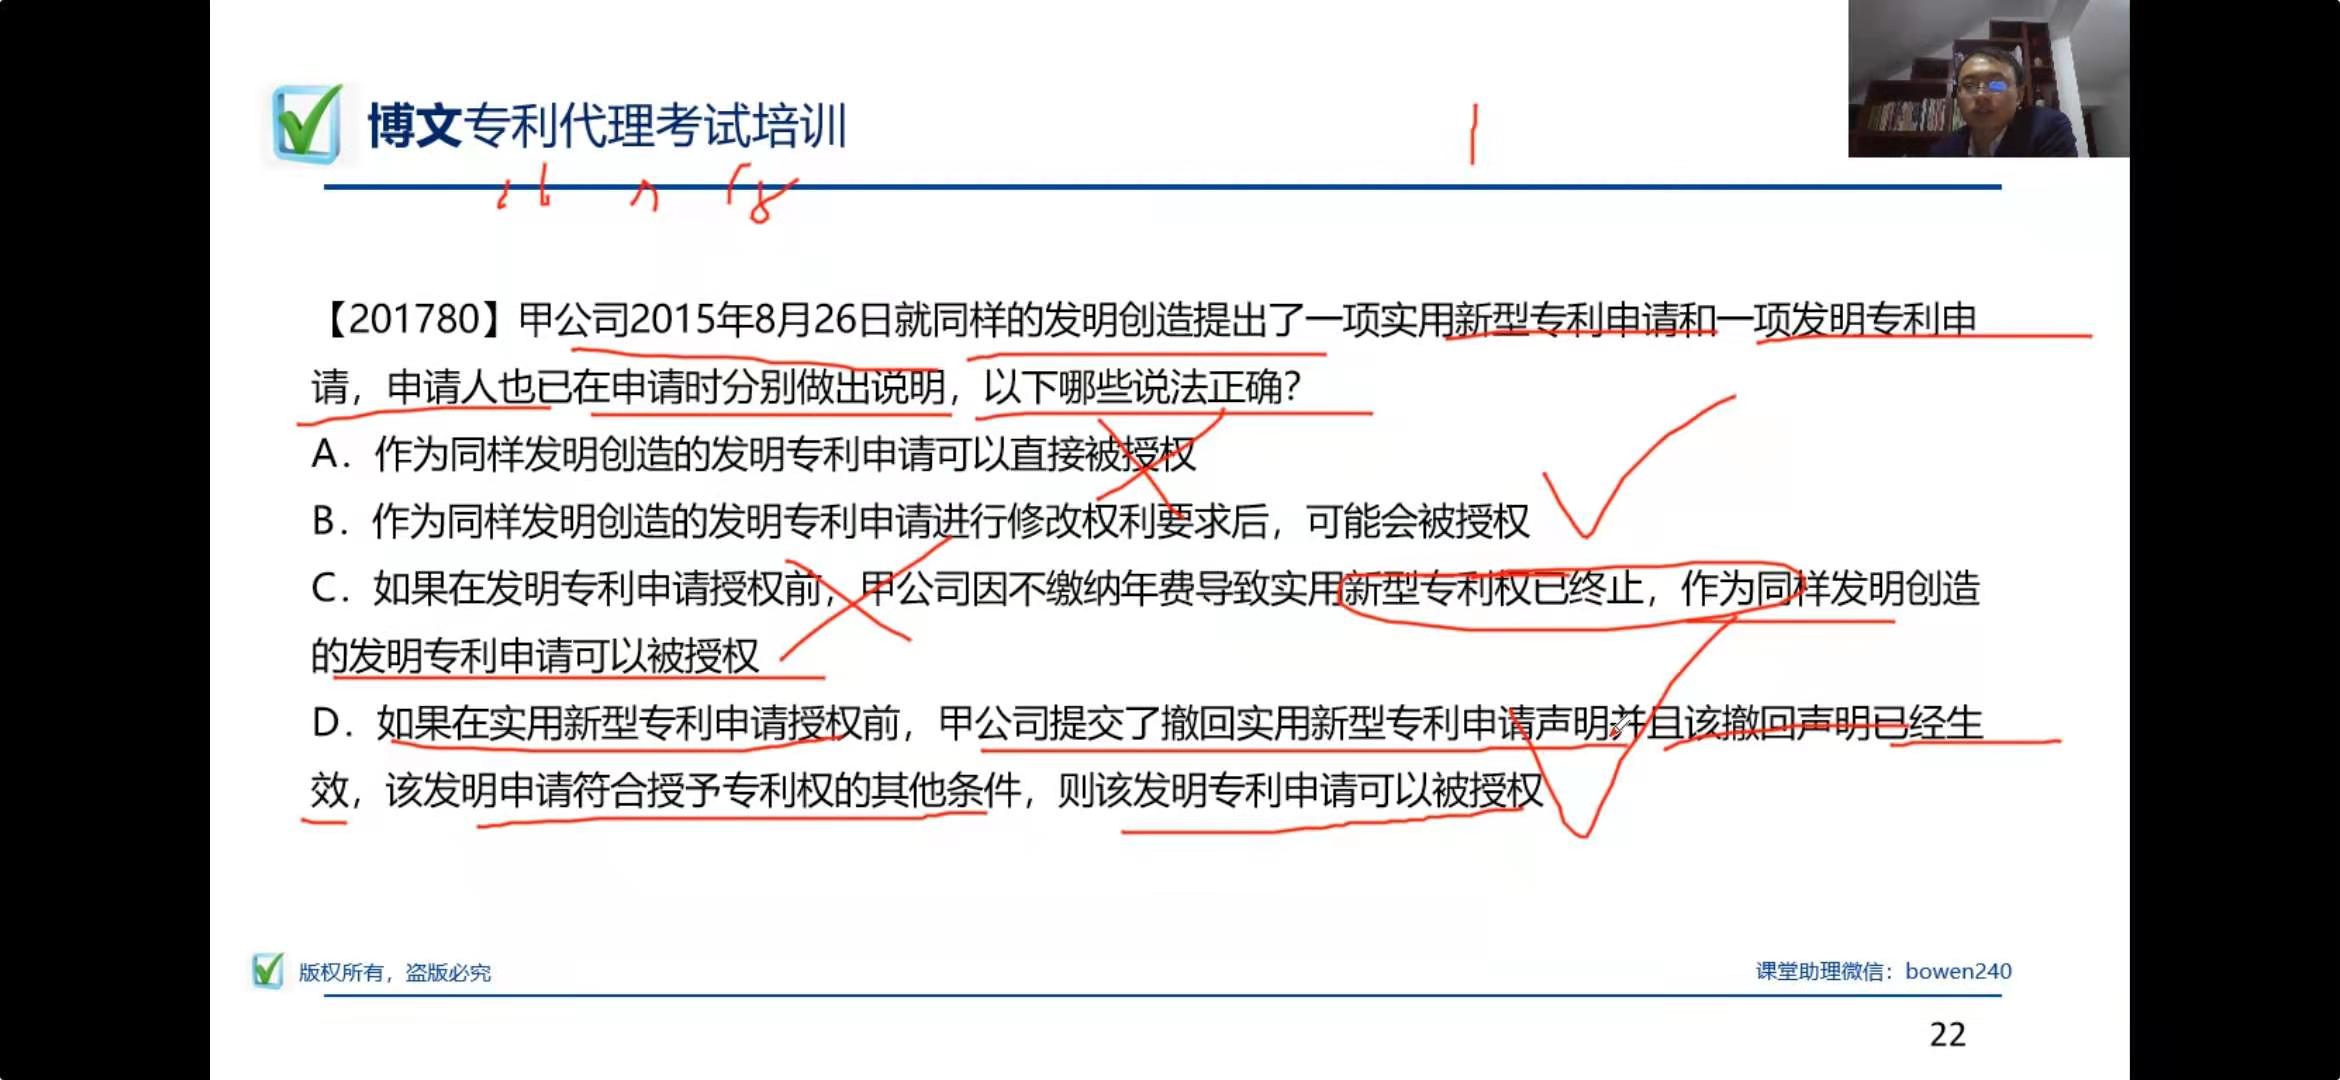 博文专利代理考试培训
【201780】甲公司2015年8月26日就同样的发明创造提出了一项实用新型专利申请和一项发明专利申
请，申请人也已在申请时分别做出说明，以下哪些说法正确？
A．作为同样发明创造的发明专利申请可以直接被授权
B．作为同样发明创造的发明专利申请进行修改权利要求后，可能会被授权
C．如果在发明专利申请授权前，甲公司因不缴纳年费导致实用新型专利权已终止，作为同样发明创造
的发明专利申请可以被授权
D．如果在实用新型专利申请授权前，甲公司提交了撤回实用新型专利申请声明并且该撤回声明已经生
效，该发明申请符合授予专利权的其他条件，则该发明专利申请可以被授权
版权所有，盗版必究
课堂助理微信：bowen240
22